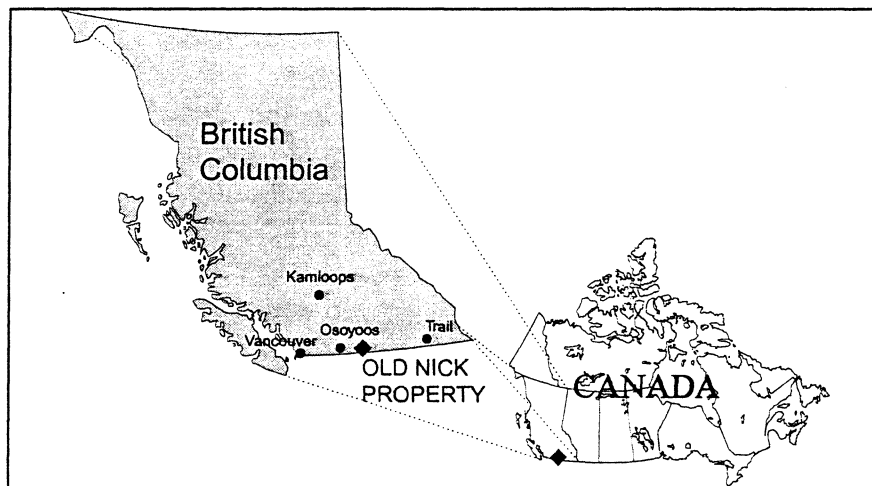 British
Columbia
Kamloops
Vancouver
Osoyoos
Trail
OLD NICK
PROPERTY
CANADA